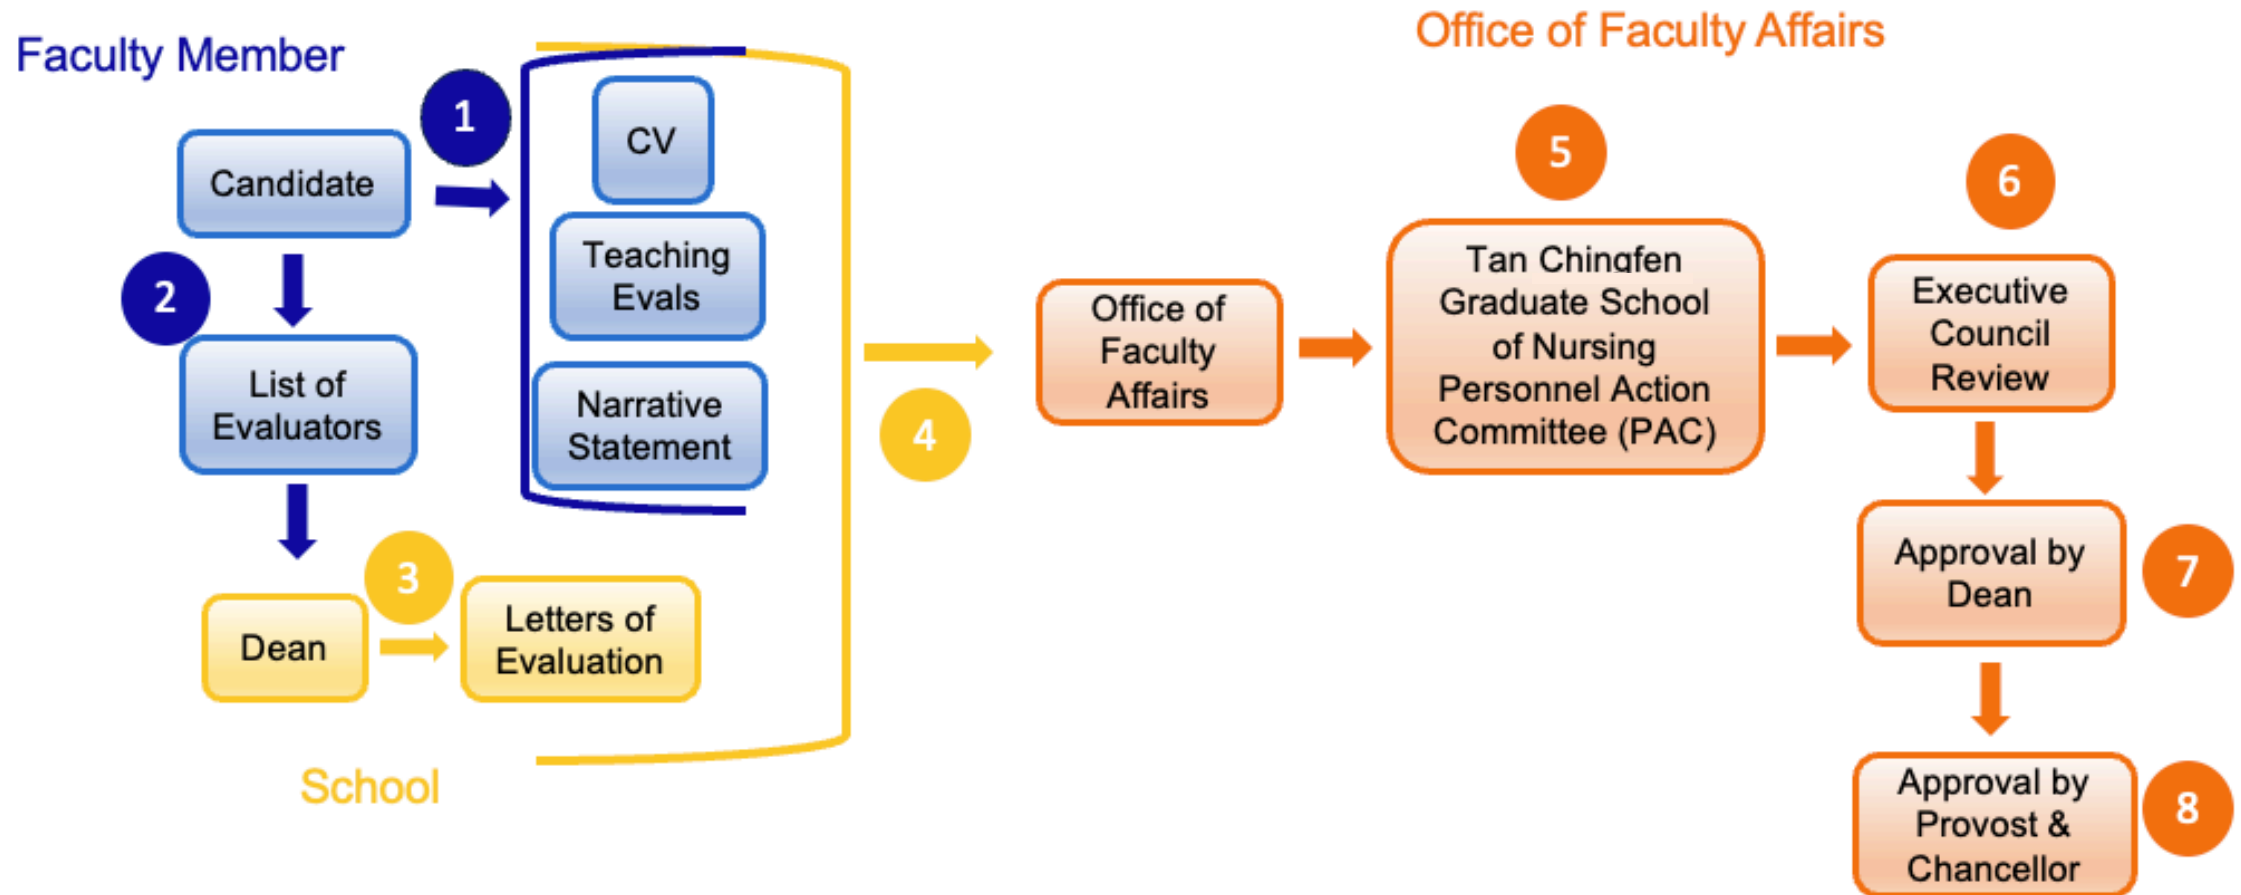 Faculty Member
1
Candidate
2
List of
Evaluators
CV
Teaching
Evals
Narrative
Statement
Dean
3
Letters of
Evaluation
School
4
Office of Faculty Affairs
Office of
Faculty
Affairs
5
Tan Chingfen
Graduate School
of Nursing
Personnel Action
Committee (PAC)
6
Executive
Council
Review
Approval by
Dean
7
Approval by
Provost &
Chancellor
8